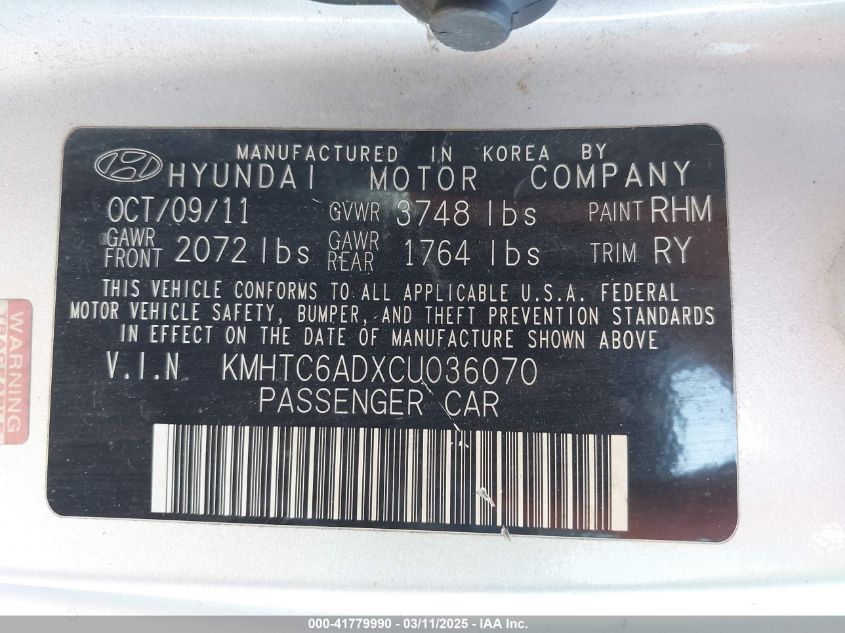 MANUFACTURED IN KOREA BY
HYUNDAI MOTOR COMPANY
OCT/09/11 GVWR 3748 lbs PAINT RHM
GAWR FRONT 2072 lbs GAWR REAR 1764 lbs TRIM RY
THIS VEHICLE CONFORMS TO ALL APPLICABLE U.S.A. FEDERAL
MOTOR VEHICLE SAFETY, BUMPER, AND THEFT PREVENTION STANDARDS
IN EFFECT ON THE DATE OF MANUFACTURE SHOWN ABOVE
V.I.N KMHTC6ADXCU036070
PASSENGER CAR
WARNING
000-41779990 - 03/11/2025 - IAA Inc.